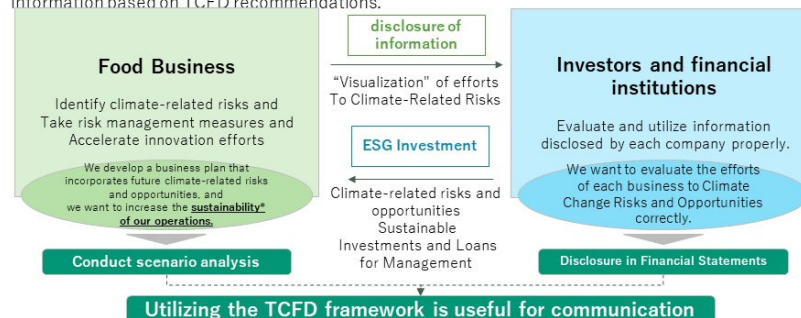 information based on TCFD recommendations.
disclosure of
information
Food Business
Identify climate-related risks and
Take risk management measures and
Accelerate innovation efforts
We develop a business plan that
incorporates future climate-related risks
and opportunities, and
we want to increase the sustainability*
of our operations.
Conduct scenario analysis
“Visualization” of efforts
To Climate-Related Risks
ESG Investment
Climate-related risks and
opportunities
Sustainable
Investments and Loans
for Management
Investors and financial
institutions
Evaluate and utilize information
disclosed by each company properly.
We want to evaluate the efforts
of each business to Climate
Change Risks and Opportunities
correctly.
Disclosure in Financial Statements
Utilizing the TCFD framework is useful for communication